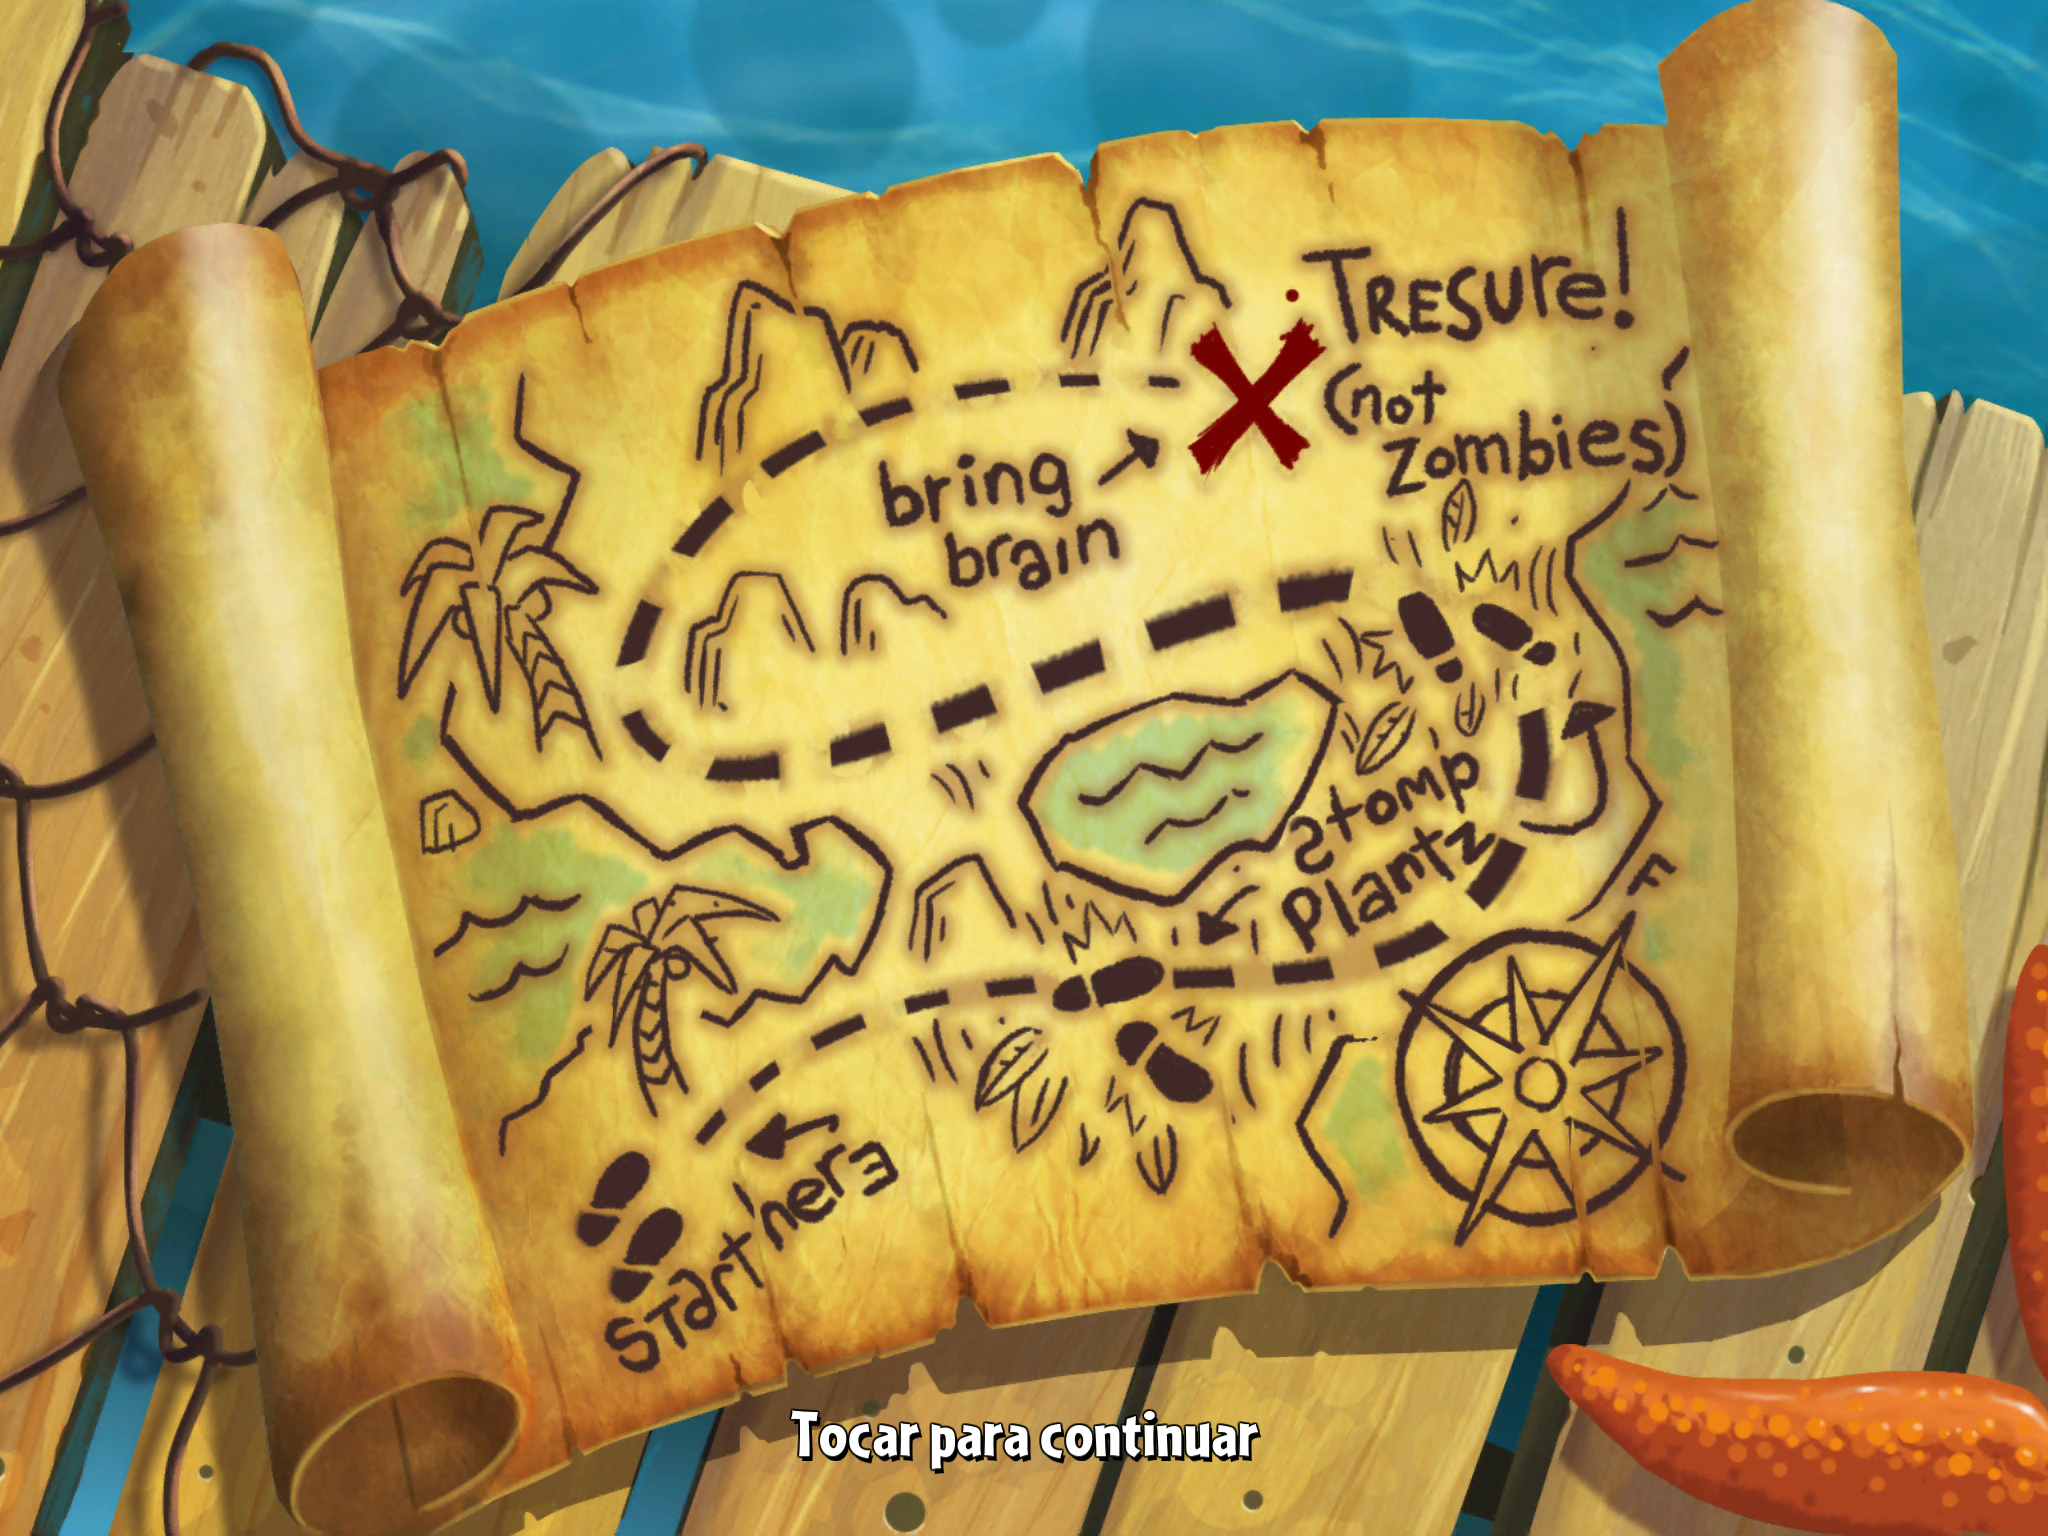 TRESURe!
(not
zombies)
bring
brain
stomp
Plantz
start here
Tocar para continuar